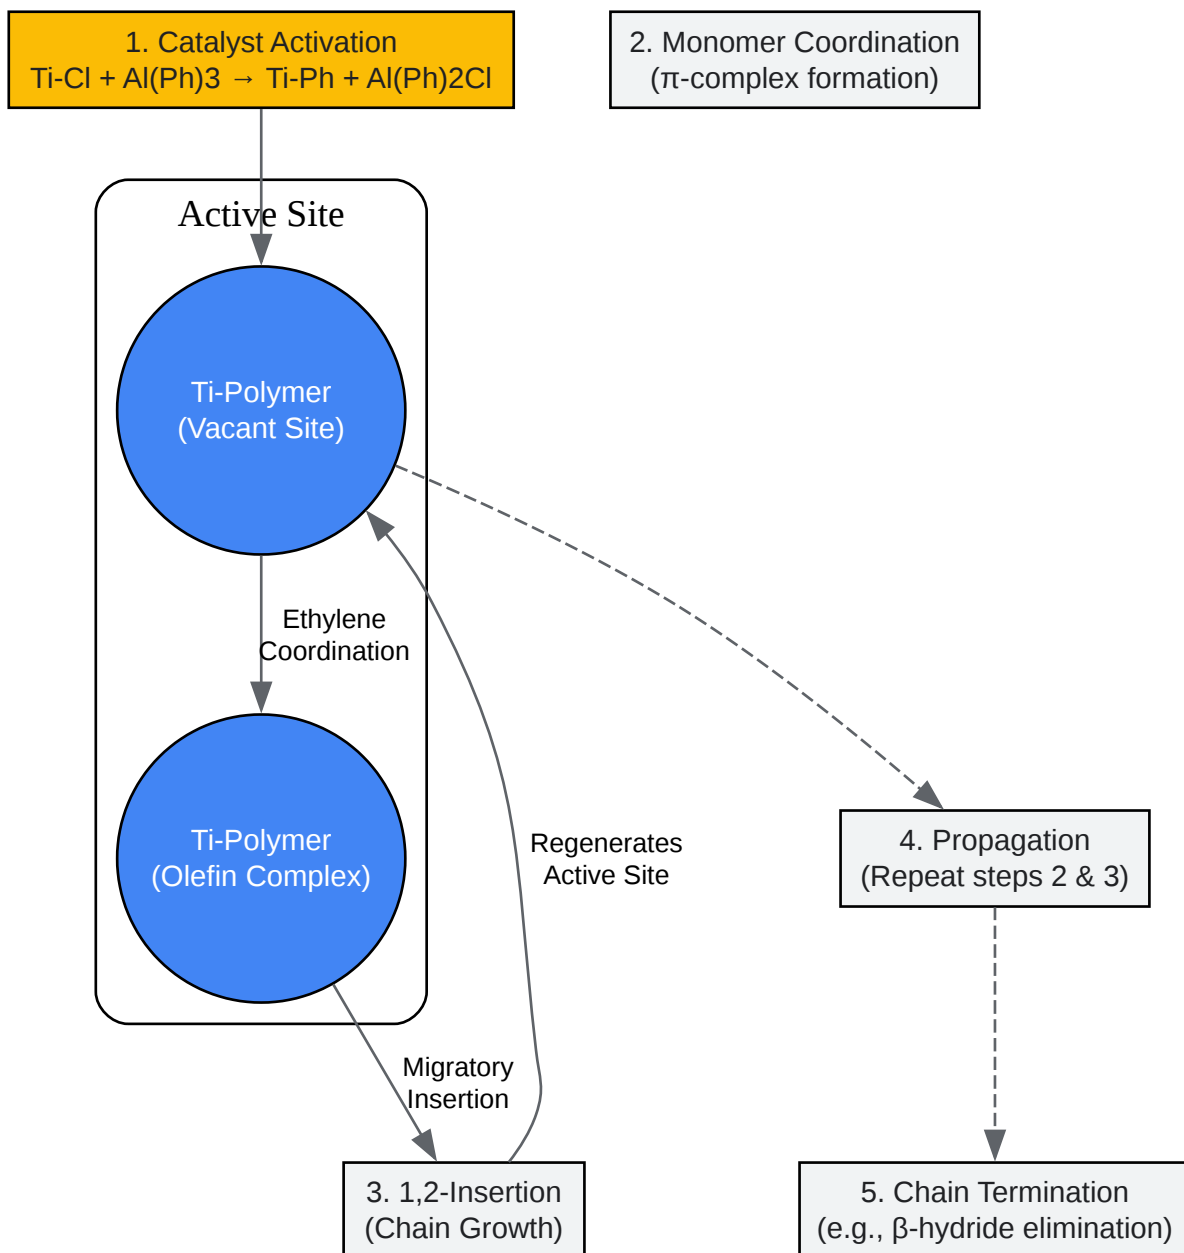 1. Catalyst Activation
Ti-Cl + Al(Ph)3 → Ti-Ph + Al(Ph)2Cl
2. Monomer Coordination
(π-complex formation)
Active Site
Ti-Polymer
(Vacant Site)
Ethylene
Coordination
Ti-Polymer
(Olefin Complex)
Regenerates
Active Site
4. Propagation
(Repeat steps 2 & 3)
Migratory
Insertion
3. 1,2-Insertion
(Chain Growth)
5. Chain Termination
(e.g., β-hydride elimination)